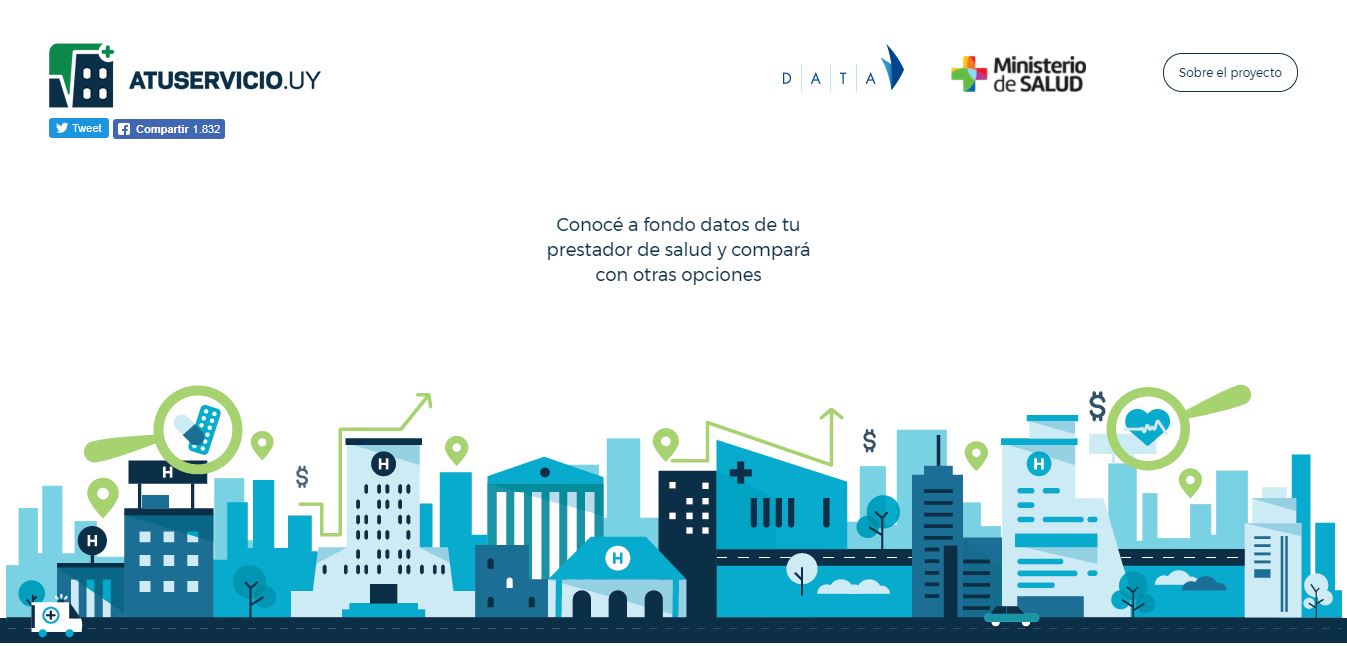 ATUSERVICIO.UY
DATA
Ministerio
de SALUD
Sobre el proyecto
Tweet
Compartir 1.832
Conocé a fondo datos de tu
prestador de salud y compará
con otras opciones
$
$
$
H
H
H
H
H